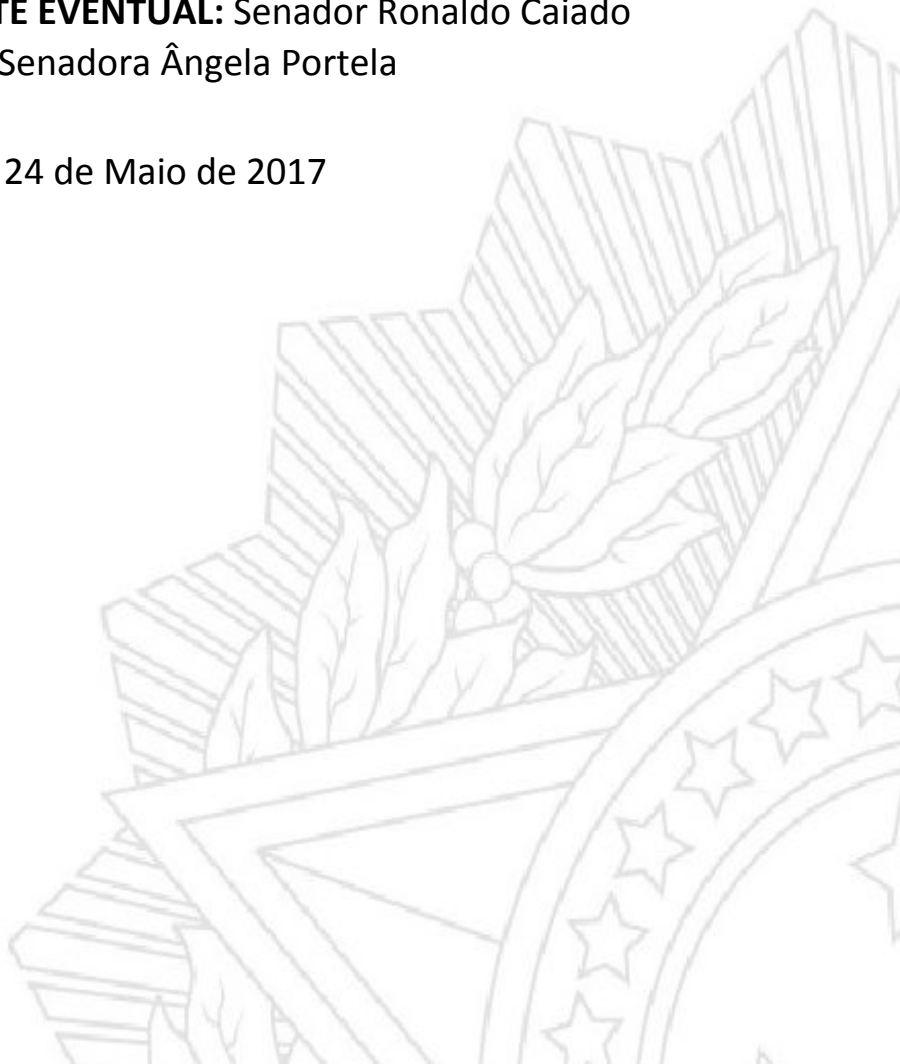 TE EVENTUAL: Senador Ronaldo Caiado
Senadora Ângela Portela
24 de Maio de 2017